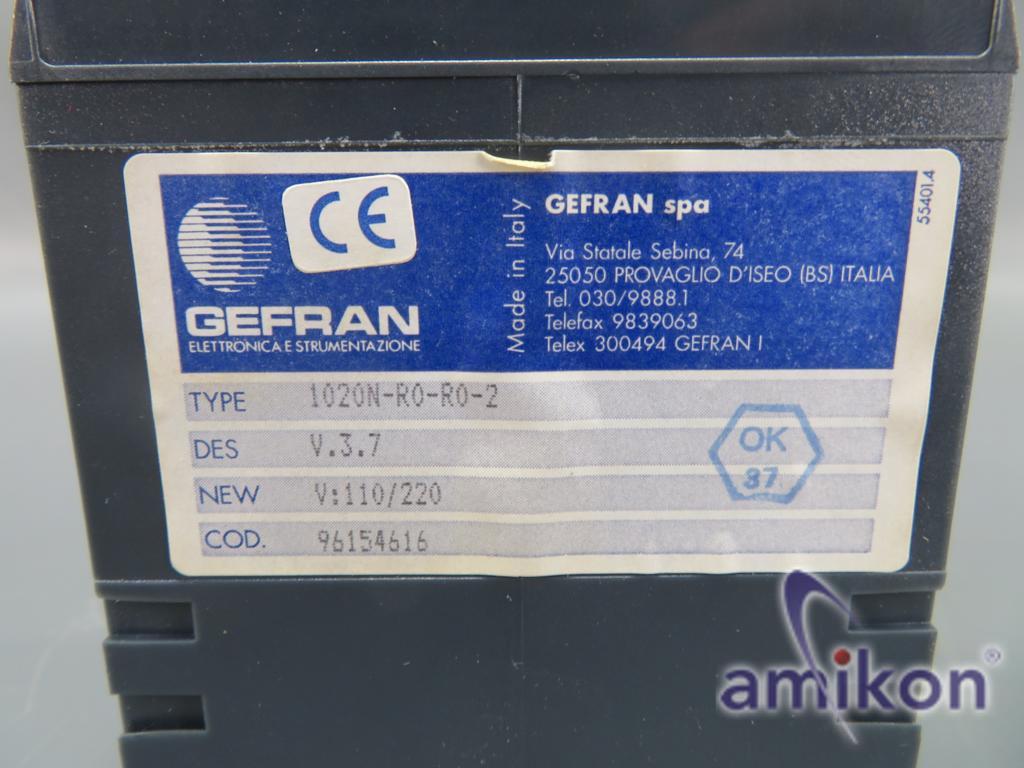 CE
GEFRAN
ELETTRONICA E STRUMENTAZIONE
Made in Italy
GEFRAN spa
Via Statale Sebina, 74
25050 PROVAGLIO D'ISEO (BS) ITALIA
Tel. 030/9888.1
Telefax 9839063
Telex 300494 GEFRAN I
55401.4
TYPE 1020N-R0-R0-2
DES V.3.7
NEW V:110/220
COD. 96154616
OK
37
amikon®